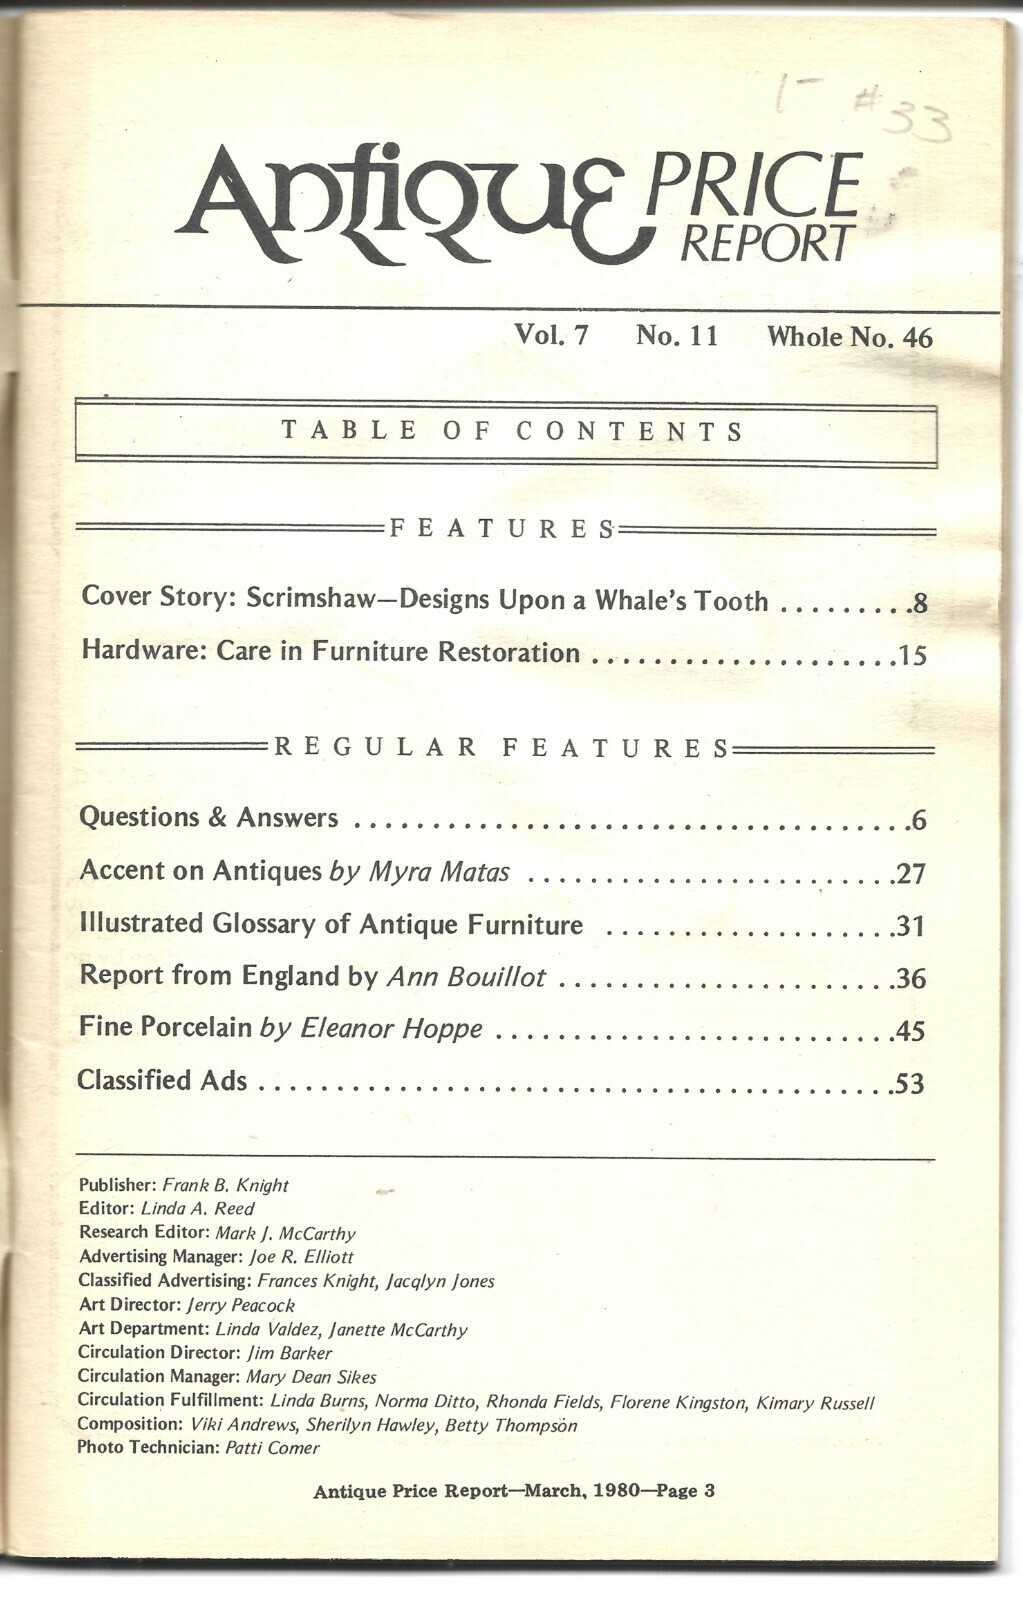 1- #33
Antique PRICE
REPORT
Vol. 7 No. 11 Whole No. 46
TABLE OF CONTENTS
FEATURES
Cover Story: Scrimshaw—Designs Upon a Whale's Tooth . . . . . . . . .8
Hardware: Care in Furniture Restoration . . . . . . . . . . . . . . . . . . . .15
REGULAR FEATURES
Questions & Answers . . . . . . . . . . . . . . . . . . . . . . . . . . . . . . . . . . . .6
Accent on Antiques by Myra Matas . . . . . . . . . . . . . . . . . . . . . . . .27
Illustrated Glossary of Antique Furniture . . . . . . . . . . . . . . . . . . .31
Report from England by Ann Bouillot . . . . . . . . . . . . . . . . . . . . . .36
Fine Porcelain by Eleanor Hoppe . . . . . . . . . . . . . . . . . . . . . . . . . .45
Classified Ads . . . . . . . . . . . . . . . . . . . . . . . . . . . . . . . . . . . . . . . . .53
Publisher: Frank B. Knight
Editor: Linda A. Reed
Research Editor: Mark J. McCarthy
Advertising Manager: Joe R. Elliott
Classified Advertising: Frances Knight, Jacqlyn Jones
Art Director: Jerry Peacock
Art Department: Linda Valdez, Janette McCarthy
Circulation Director: Jim Barker
Circulation Manager: Mary Dean Sikes
Circulation Fulfillment: Linda Burns, Norma Ditto, Rhonda Fields, Florene Kingston, Kimary Russell
Composition: Viki Andrews, Sherilyn Hawley, Betty Thompson
Photo Technician: Patti Comer
Antique Price Report—March, 1980—Page 3